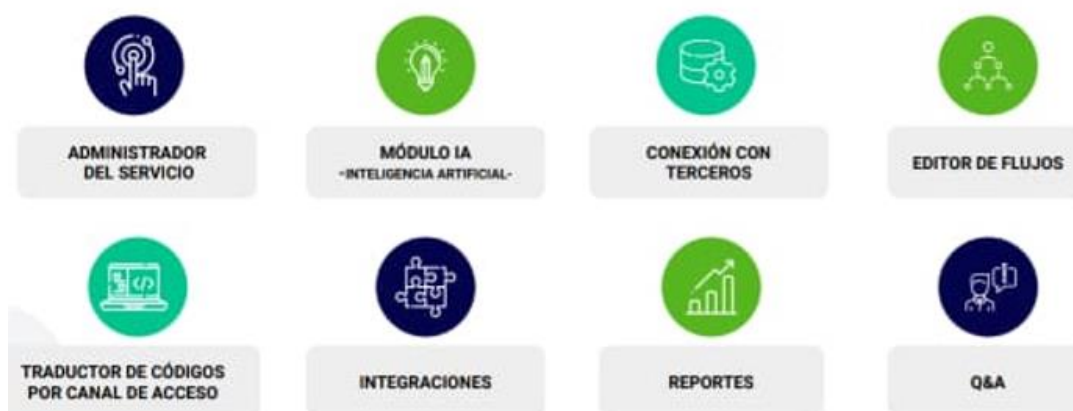 ADMINISTRADOR
DEL SERVICIO
MÓDULO IA
-INTELIGENCIA ARTIFICIAL-
CONEXIÓN CON
TERCEROS
EDITOR DE FLUJOS
TRADUCTOR DE CÓDIGOS
POR CANAL DE ACCESO
INTEGRACIONES
REPORTES
Q&A